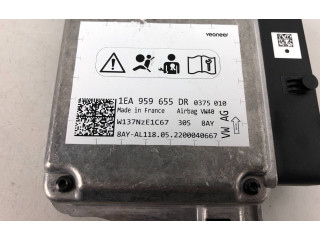 veoneer
1EA 959 655 DR 0375 010
Made in France Airbag VW40
W137NzE1C67 305 8AY
8AY-AL118.05.2200040667
VW AG